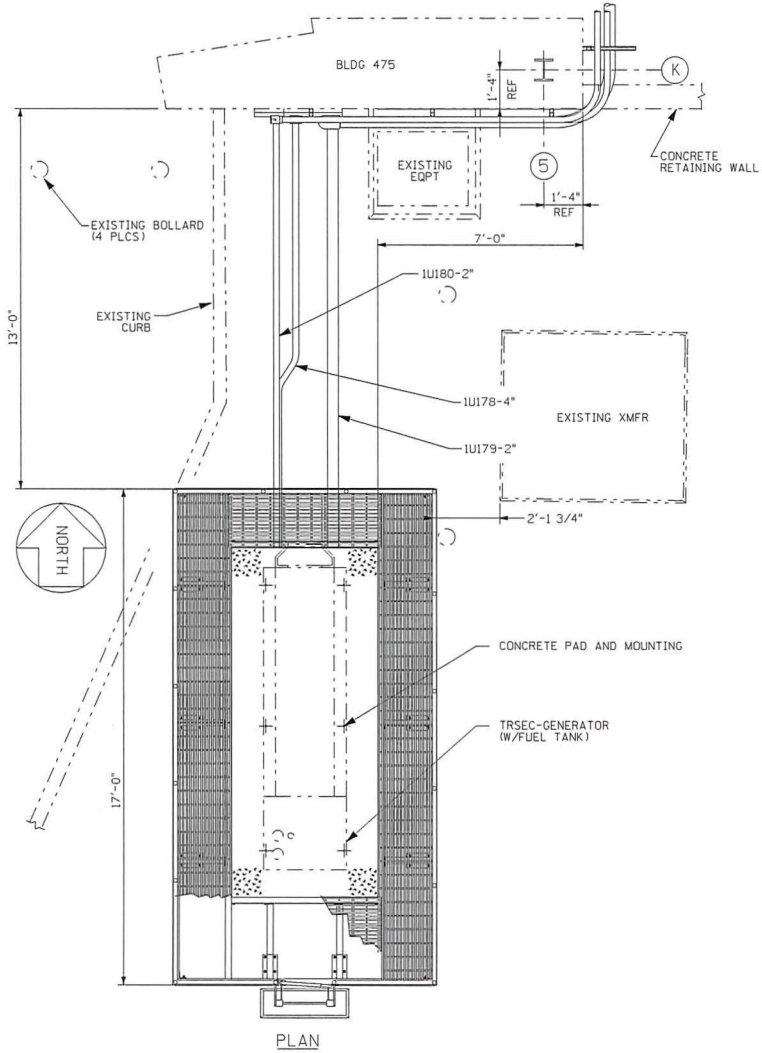 BLDG 475
1'-4"
REF
K
5
CONCRETE
RETAINING WALL
EXISTING
EQPT
1'-4"
REF
7'-0"
EXISTING BOLLARD
(4 PLCS)
1U180-2"
EXISTING
CURB
13'-0"
1U178-4"
EXISTING XMFR
1U179-2"
2'-1 3/4"
NORTH
CONCRETE PAD AND MOUNTING
TRSEC-GENERATOR
(W/FUEL TANK)
17'-0"
PLAN